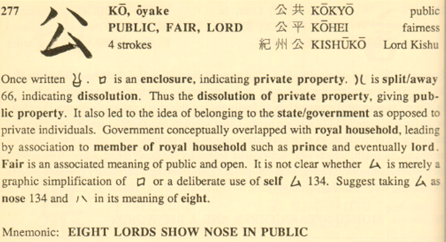 277 公 KŌ, ōyake 公共 KŌKYŌ public
PUBLIC, FAIR, LORD 公平 KŌHEI fairness
4 strokes 紀州公 KISHŪKŌ Lord Kishu
Once written . ロ is an enclosure, indicating private property. )( is split/away
66, indicating dissolution. Thus the dissolution of private property, giving pub-
lic property. It also led to the idea of belonging to the state/government as opposed to
private individuals. Government conceptually overlapped with royal household, leading
by association to member of royal household such as prince and eventually lord.
Fair is an associated meaning of public and open. It is not clear whether ム is merely a
graphic simplification of ロ or a deliberate use of self ム 134. Suggest taking ム as
nose 134 and ハ in its meaning of eight.
Mnemonic: EIGHT LORDS SHOW NOSE IN PUBLIC